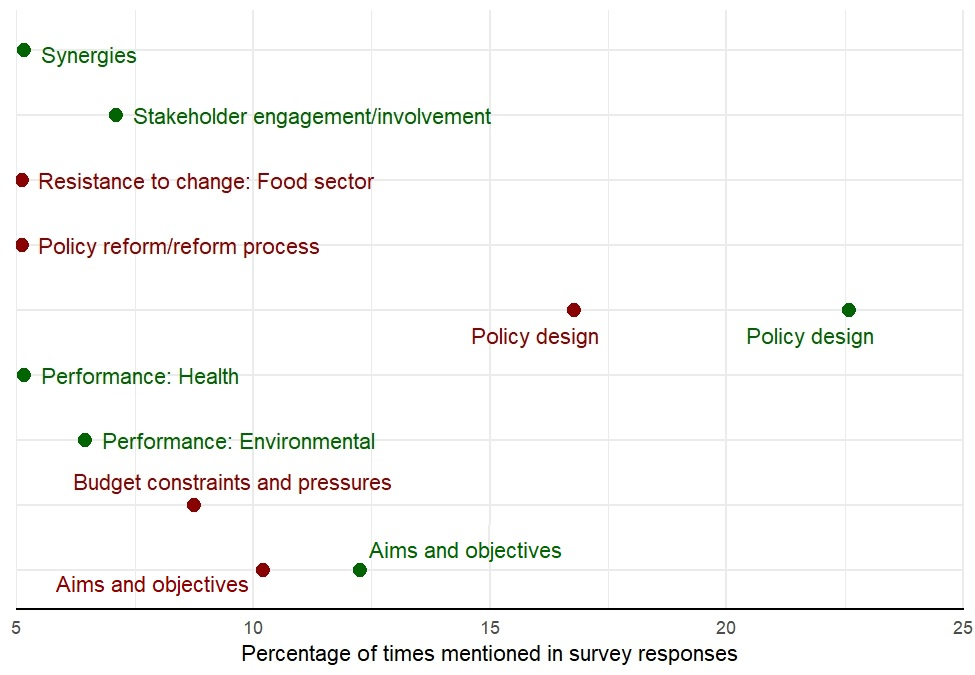 Synergies
Stakeholder engagement/involvement
Resistance to change: Food sector
Policy reform/reform process
Policy design
Policy design
Performance: Health
Performance: Environmental
Budget constraints and pressures
Aims and objectives
Aims and objectives
5
10
15
20
25
Percentage of times mentioned in survey responses